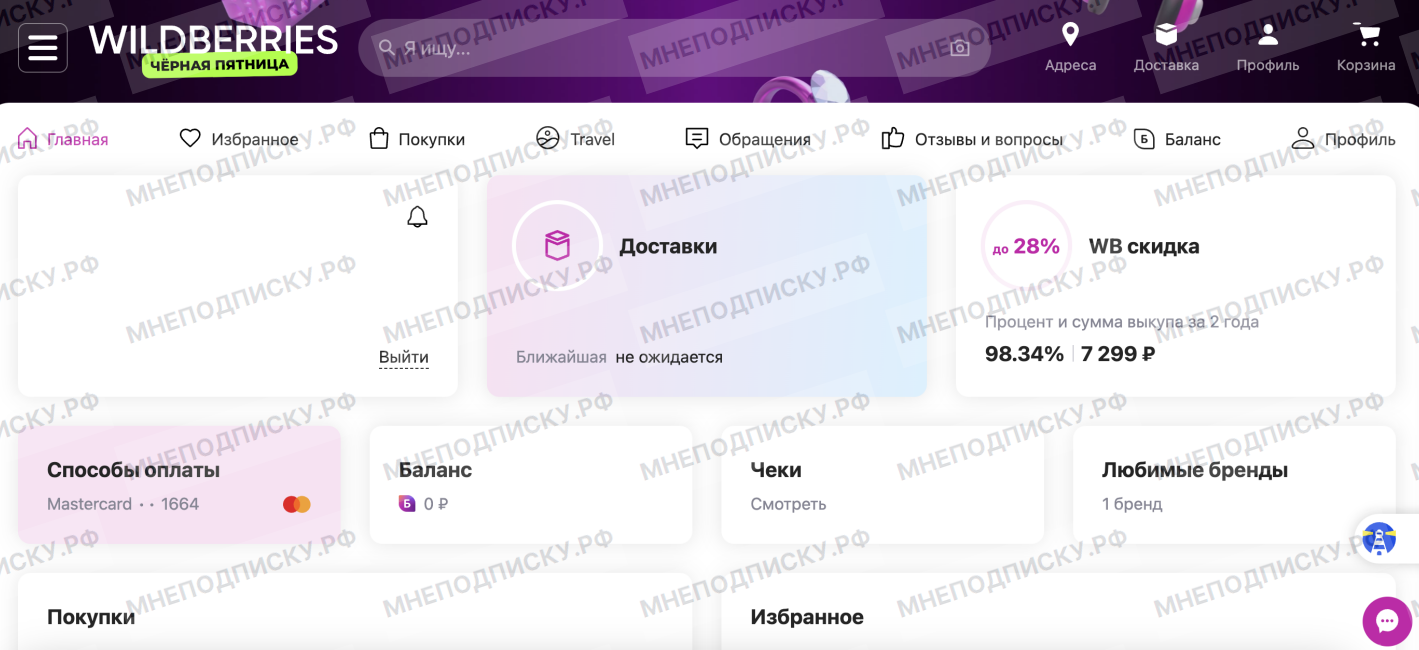 WILDBERRIES
ЧЁРНАЯ ПЯТНИЦА
Я ищу...
Адреса
Доставка
Профиль
Корзина
Главная
Избранное
Покупки
Travel
Обращения
Отзывы и вопросы
Б Баланс
Профиль
Выйти
Доставки
Ближайшая не ожидается
до 28% WB скидка
Процент и сумма выкупа за 2 года
98.34% 7 299 ₽
Способы оплаты
Mastercard • • 1664
Баланс
Б 0 ₽
Чеки
Смотреть
Любимые бренды
1 бренд
Покупки
Избранное
МНЕПОДПИСКУ.РФ